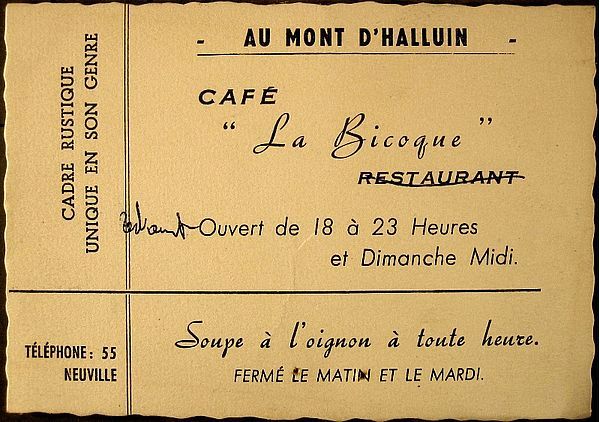 - AU MONT D'HALLUIN -
CAFÉ
“ La Bicoque ”
RESTAURANT
Ouvert de 18 à 23 Heures
et Dimanche Midi.
CADRE RUSTIQUE
UNIQUE EN SON GENRE
TÉLÉPHONE : 55
NEUVILLE
Soupe à l'oignon à toute heure.
FERMÉ LE MATIN ET LE MARDI.